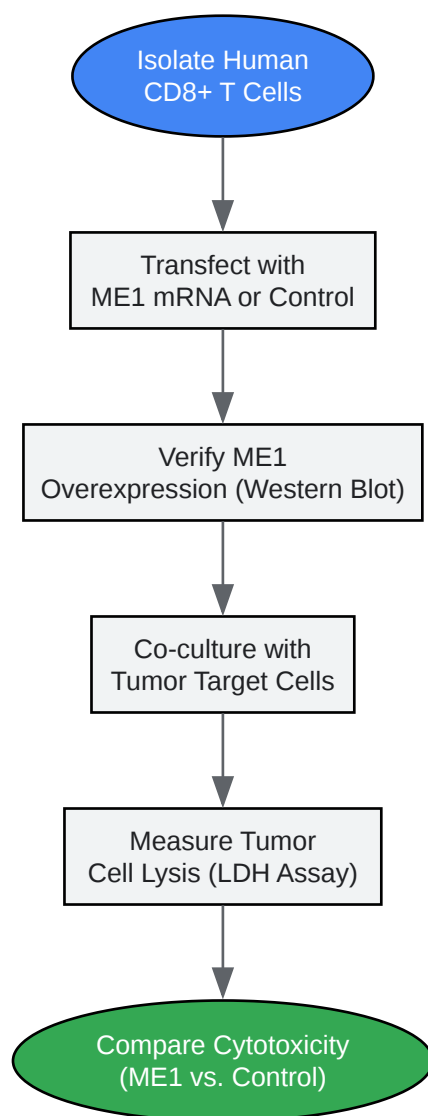 Isolate Human
CD8+ T Cells
Transfect with
ME1 mRNA or Control
Verify ME1
Overexpression (Western Blot)
Co-culture with
Tumor Target Cells
Measure Tumor
Cell Lysis (LDH Assay)
Compare Cytotoxicity
(ME1 vs. Control)